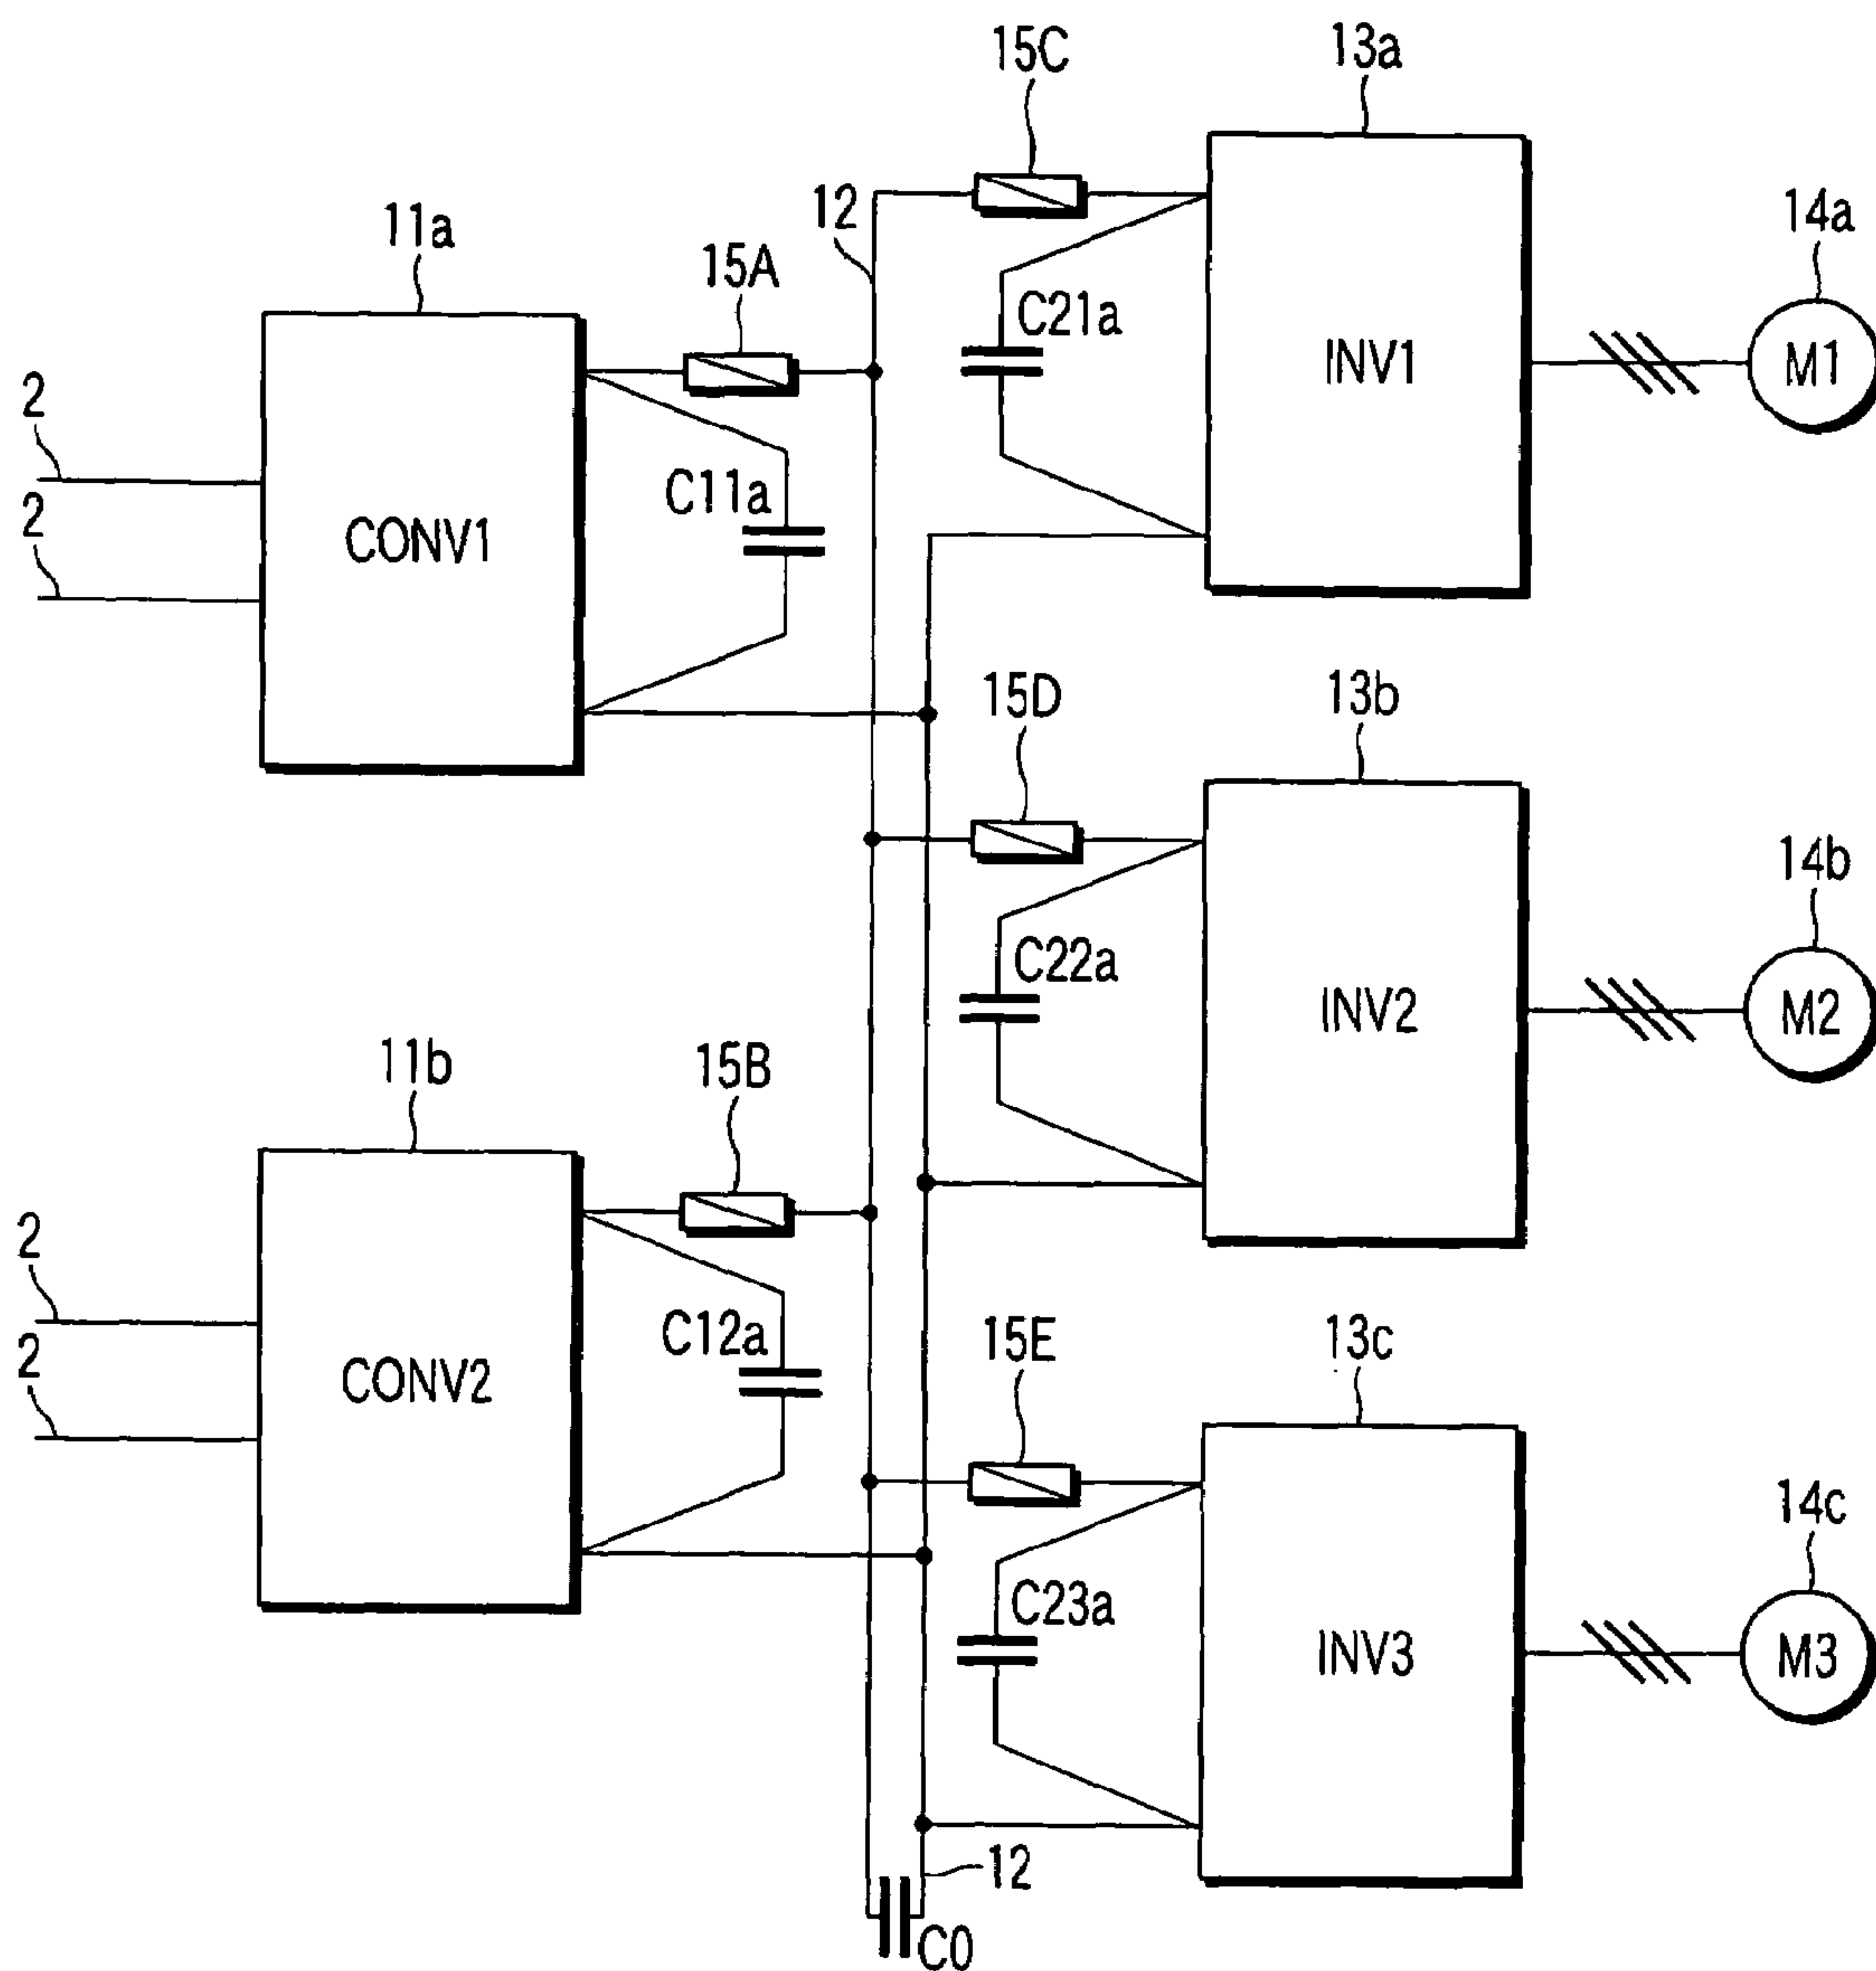 15C
13a
12
14a
11a
15A
C21a
INV1
M1
2
C11a
2
CONV1
15D
13b
14b
C22a
INV2
M2
11b
15B
2
C12a
15E
13c
2
CONV2
14c
C23a
INV3
M3
12
C0